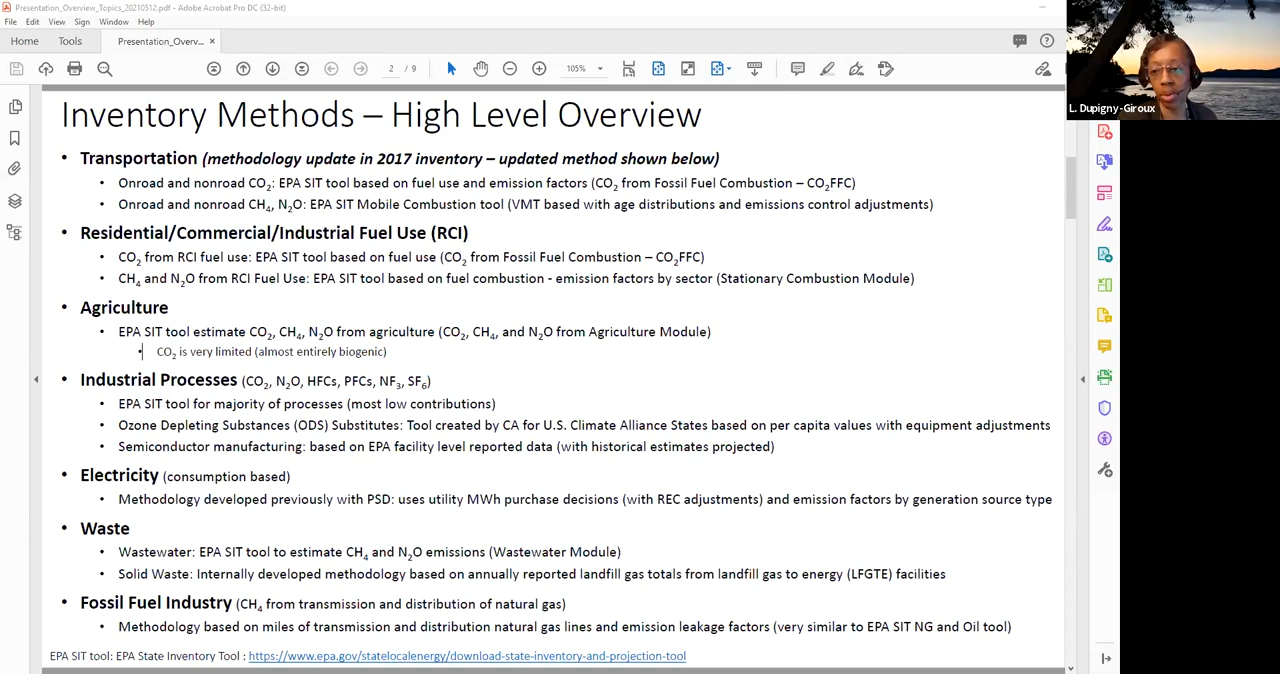 Presentation_Overview_Topics_20210512.pdf - Adobe Acrobat Pro DC (32-bit)
File Edit View Sign Window Help
Home Tools Presentation_Overv... ×
2 / 9 105%
L. Dupigny-Giroux
Inventory Methods – High Level Overview
• Transportation (methodology update in 2017 inventory – updated method shown below)
• Onroad and nonroad CO2: EPA SIT tool based on fuel use and emission factors (CO2 from Fossil Fuel Combustion – CO2FFC)
• Onroad and nonroad CH4, N2O: EPA SIT Mobile Combustion tool (VMT based with age distributions and emissions control adjustments)
• Residential/Commercial/Industrial Fuel Use (RCI)
• CO2 from RCI fuel use: EPA SIT tool based on fuel use (CO2 from Fossil Fuel Combustion – CO2FFC)
• CH4 and N2O from RCI Fuel Use: EPA SIT tool based on fuel combustion - emission factors by sector (Stationary Combustion Module)
• Agriculture
• EPA SIT tool estimate CO2, CH4, N2O from agriculture (CO2, CH4, and N2O from Agriculture Module)
• CO2 is very limited (almost entirely biogenic)
• Industrial Processes (CO2, N2O, HFCs, PFCs, NF3, SF6)
• EPA SIT tool for majority of processes (most low contributions)
• Ozone Depleting Substances (ODS) Substitutes: Tool created by CA for U.S. Climate Alliance States based on per capita values with equipment adjustments
• Semiconductor manufacturing: based on EPA facility level reported data (with historical estimates projected)
• Electricity (consumption based)
• Methodology developed previously with PSD: uses utility MWh purchase decisions (with REC adjustments) and emission factors by generation source type
• Waste
• Wastewater: EPA SIT tool to estimate CH4 and N2O emissions (Wastewater Module)
• Solid Waste: Internally developed methodology based on annually reported landfill gas totals from landfill gas to energy (LFGTE) facilities
• Fossil Fuel Industry (CH4 from transmission and distribution of natural gas)
• Methodology based on miles of transmission and distribution natural gas lines and emission leakage factors (very similar to EPA SIT NG and Oil tool)
EPA SIT tool: EPA State Inventory Tool : https://www.epa.gov/statelocalenergy/download-state-inventory-and-projection-tool